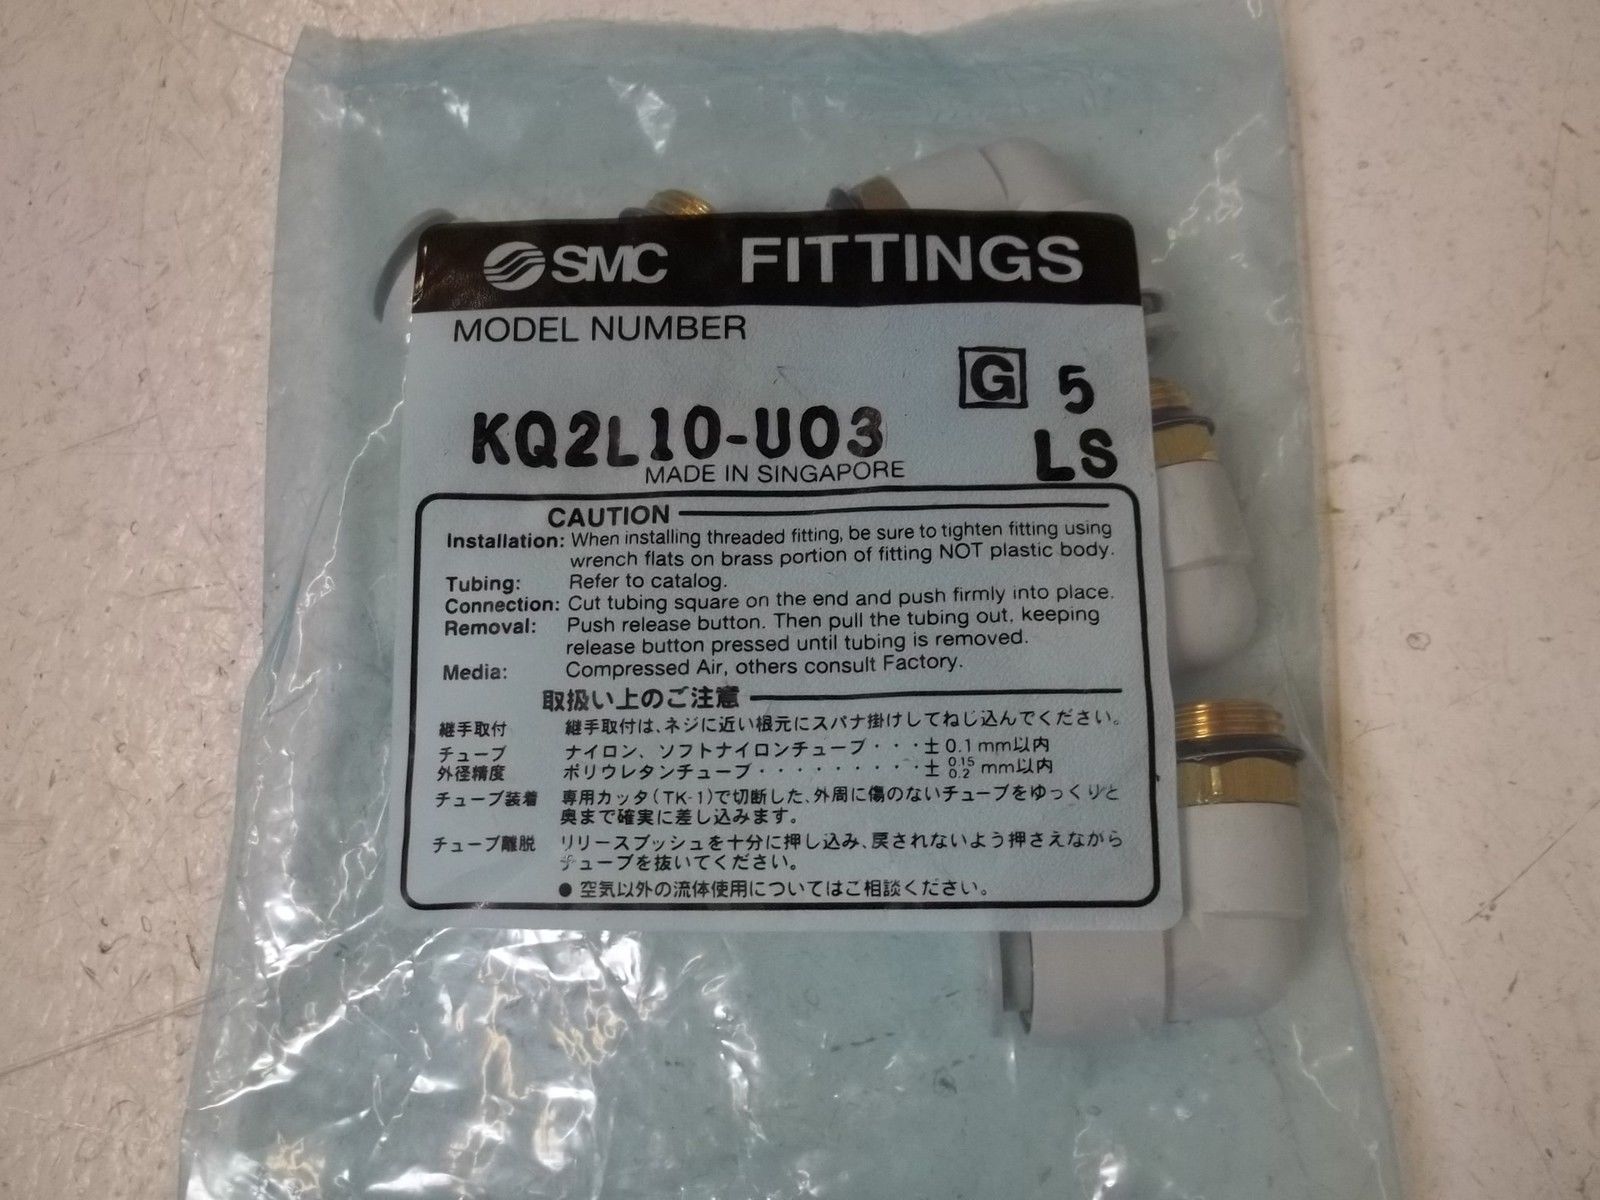 SMC FITTINGS
MODEL NUMBER
G 5
KQ2L10-U03 LS
MADE IN SINGAPORE
CAUTION
Installation: When installing threaded fitting, be sure to tighten fitting using
wrench flats on brass portion of fitting NOT plastic body.
Tubing: Refer to catalog.
Connection: Cut tubing square on the end and push firmly into place.
Removal: Push release button. Then pull the tubing out, keeping
release button pressed until tubing is removed.
Media: Compressed Air, others consult Factory.
取扱い上のご注意
継手取付 継手取付は、ネジに近い根元にスパナ掛けしてねじ込んでください。
チューブ ナイロン、ソフトナイロンチューブ・・・± 0.1 mm以内
外径精度 ポリウレタンチューブ・・・・・・・・・± 0.15 0.2 mm以内
チューブ装着 専用カッタ(TK-1)で切断した、外周に傷のないチューブをゆっくりと
奥まで確実に差し込みます。
チューブ離脱 リリースブッシュを十分に押し込み、戻されないよう押さえながら
チューブを抜いてください。
● 空気以外の流体使用についてはご相談ください。